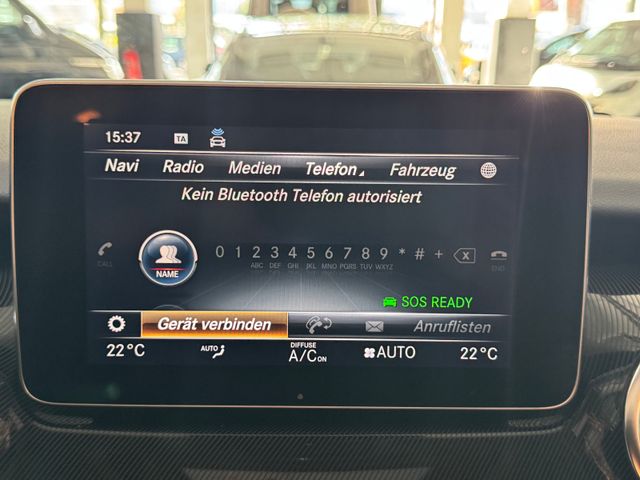 15:37 TA
Navi Radio Medien Telefon Fahrzeug
Kein Bluetooth Telefon autorisiert
CALL NAME 0 1 2 3 4 5 6 7 8 9 * # + x END
ABC DEF GHI JKL MNO PQRS TUV WXYZ
SOS READY
Gerät verbinden Anruflisten
22°C AUTO DIFFUSE A/C ON AUTO 22°C